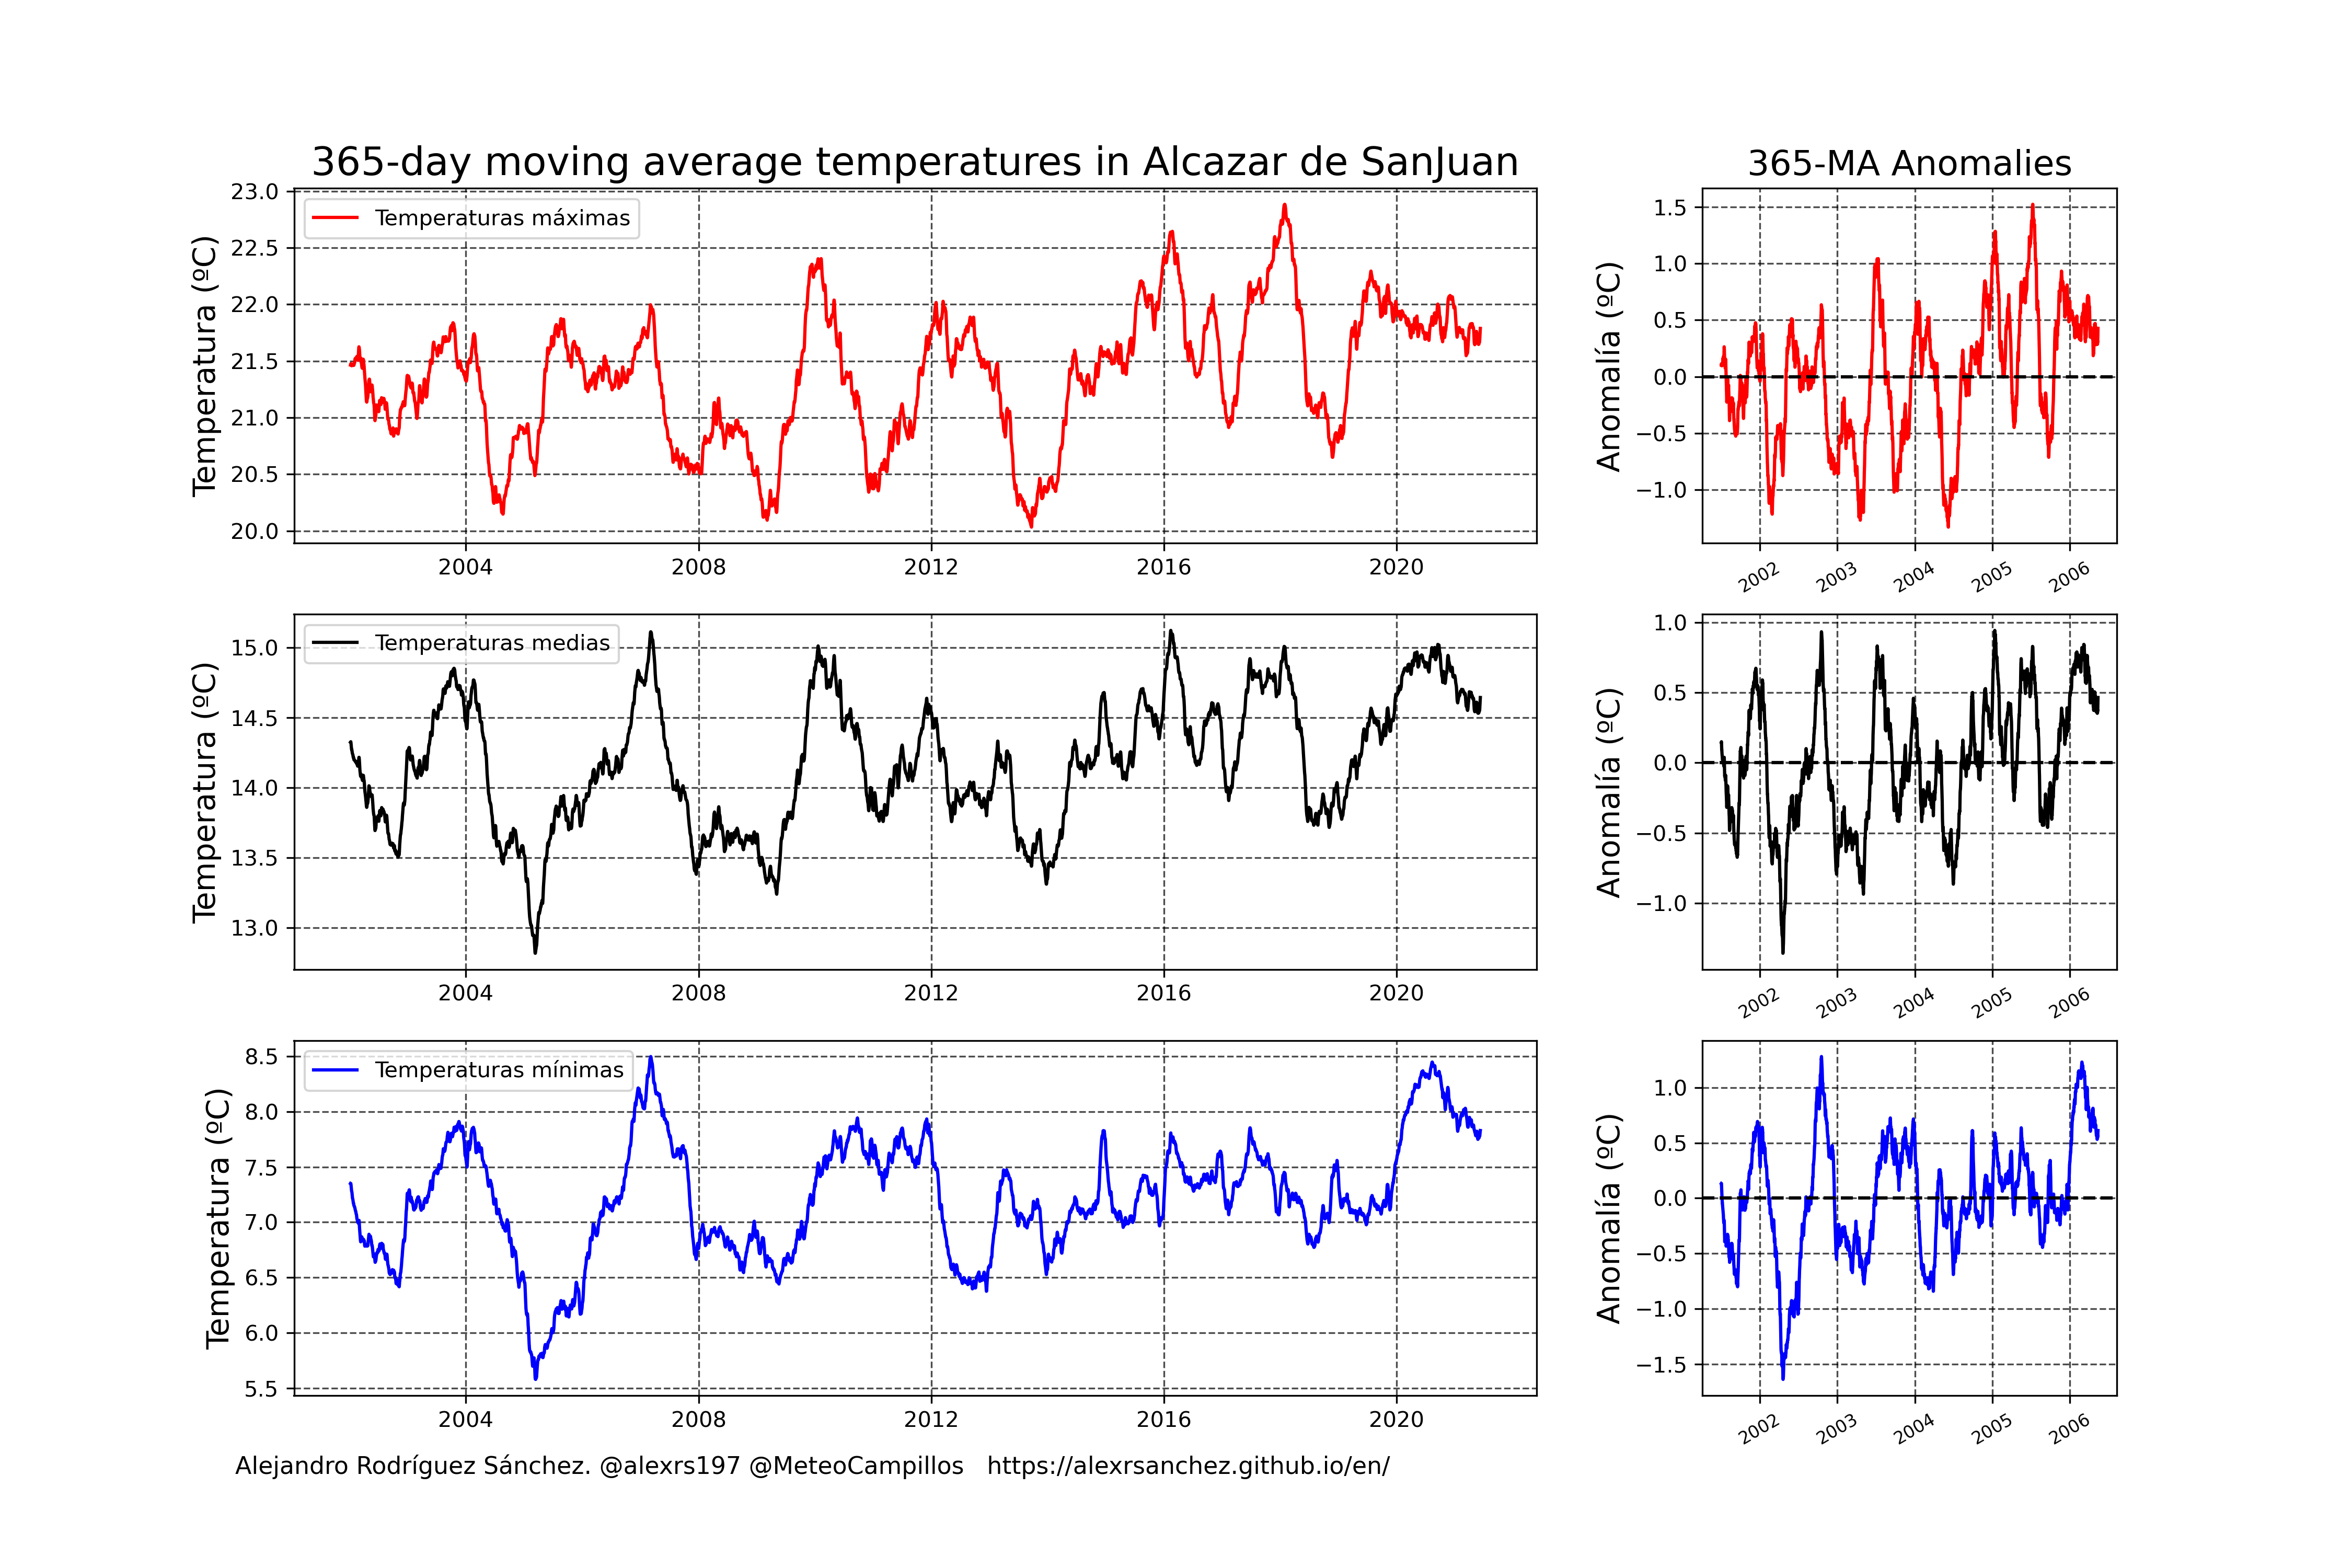 365-day moving average temperatures in Alcazar de SanJuan
365-MA Anomalies
Temperatura (ºC)
23.0
22.5
22.0
21.5
21.0
20.5
20.0
Temperaturas máximas
2004 2008 2012 2016 2020
Anomalía (ºC)
1.5
1.0
0.5
0.0
−0.5
−1.0
2002 2003 2004 2005 2006
Temperatura (ºC)
15.0
14.5
14.0
13.5
13.0
Temperaturas medias
2004 2008 2012 2016 2020
Anomalía (ºC)
1.0
0.5
0.0
−0.5
−1.0
2002 2003 2004 2005 2006
Temperatura (ºC)
8.5
8.0
7.5
7.0
6.5
6.0
5.5
Temperaturas mínimas
2004 2008 2012 2016 2020
Anomalía (ºC)
1.0
0.5
0.0
−0.5
−1.0
−1.5
2002 2003 2004 2005 2006
Alejandro Rodríguez Sánchez. @alexrs197 @MeteoCampillos https://alexrsanchez.github.io/en/